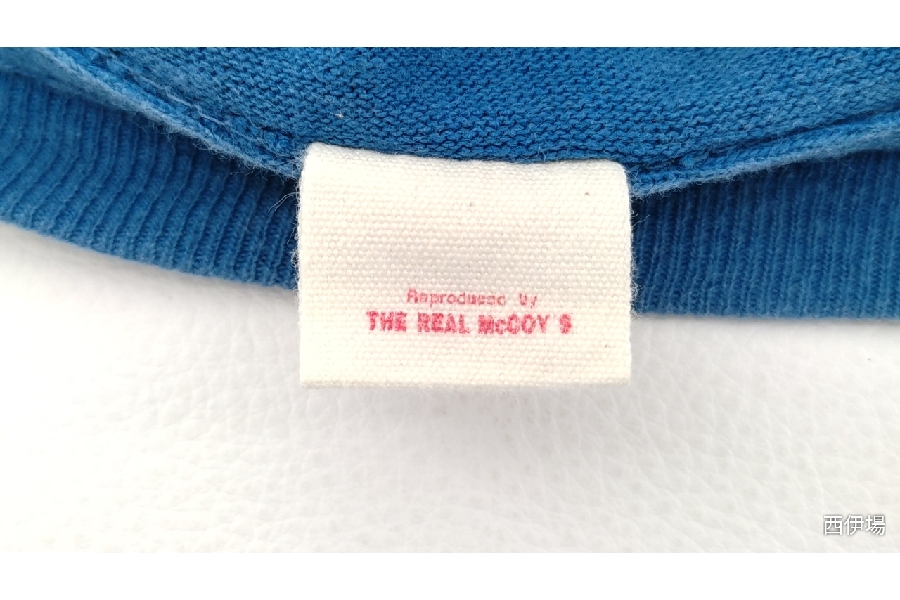 Reproduced by
THE REAL McCOY'S
西伊場